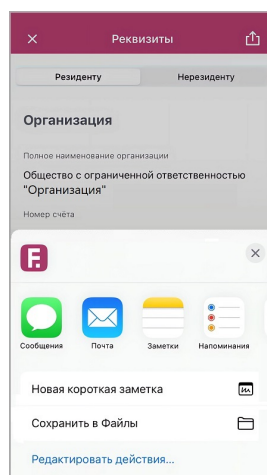 Реквизиты
Резиденту
Нерезиденту
Организация
Полное наименование организации
Общество с ограниченной ответственностью
"Организация"
Номер счёта
F.
Сообщения
Почта
Заметки
Напоминания
Новая короткая заметка
Сохранить в Файлы
Редактировать действия...